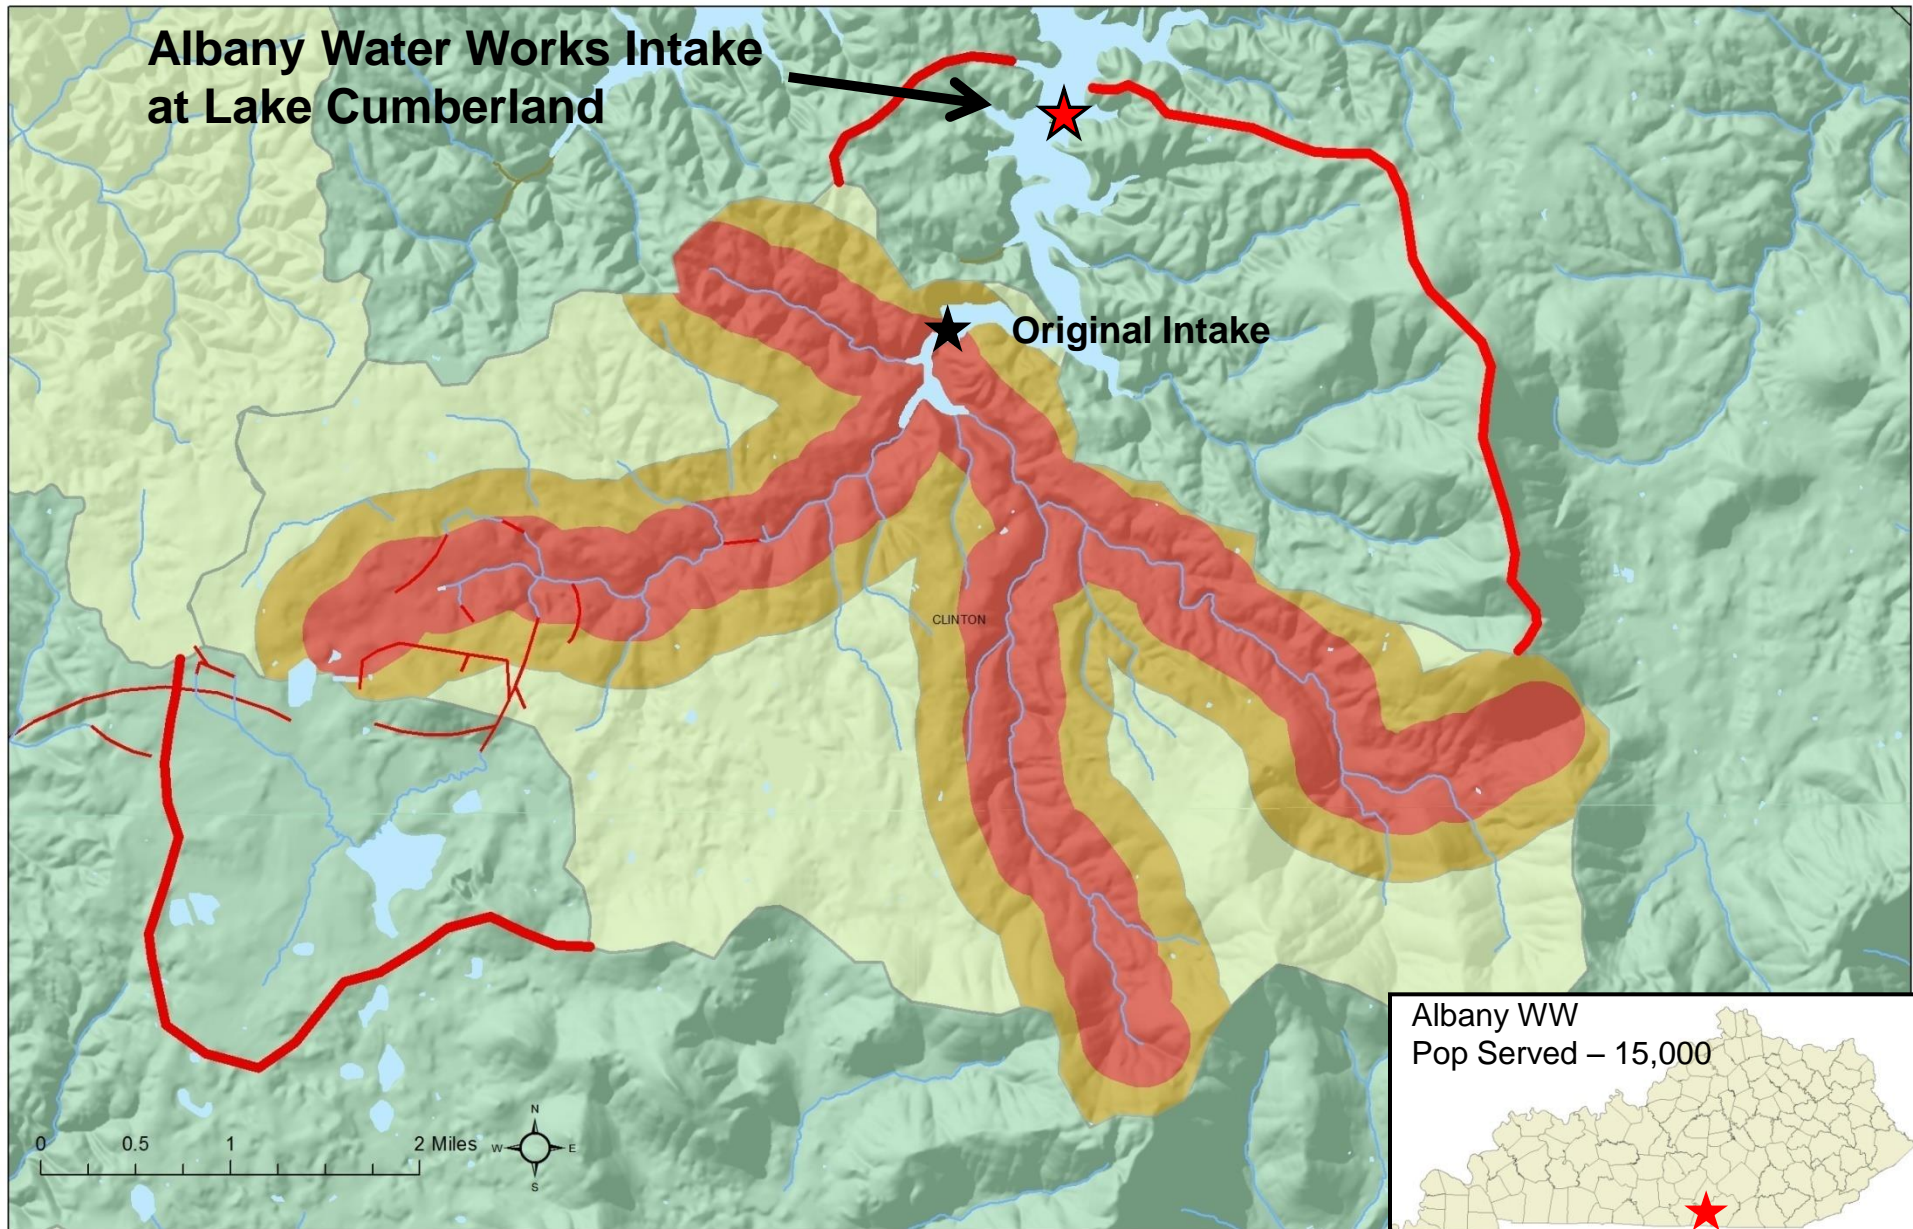 Albany Water Works Intake
at Lake Cumberland
Original Intake
CLINTON
0 0.5 1 2 Miles
N
W E
S
Albany WW
Pop Served – 15,000